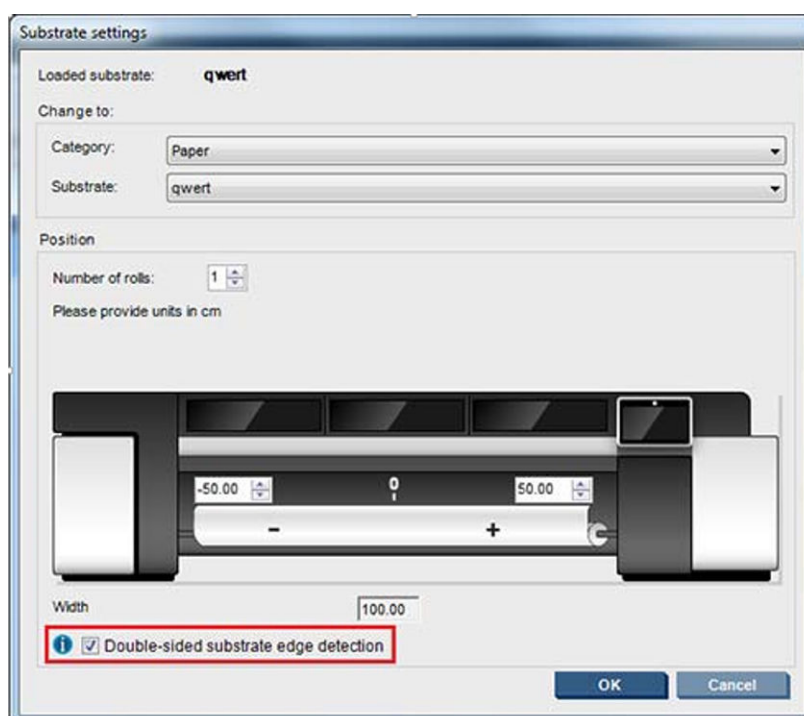 Substrate settings
Loaded substrate: qwert
Change to:
Category: Paper
Substrate: qwert
Position
Number of rolls: 1
Please provide units in cm
-50.00 0 50.00
- +
Width 100.00
Double-sided substrate edge detection
OK Cancel